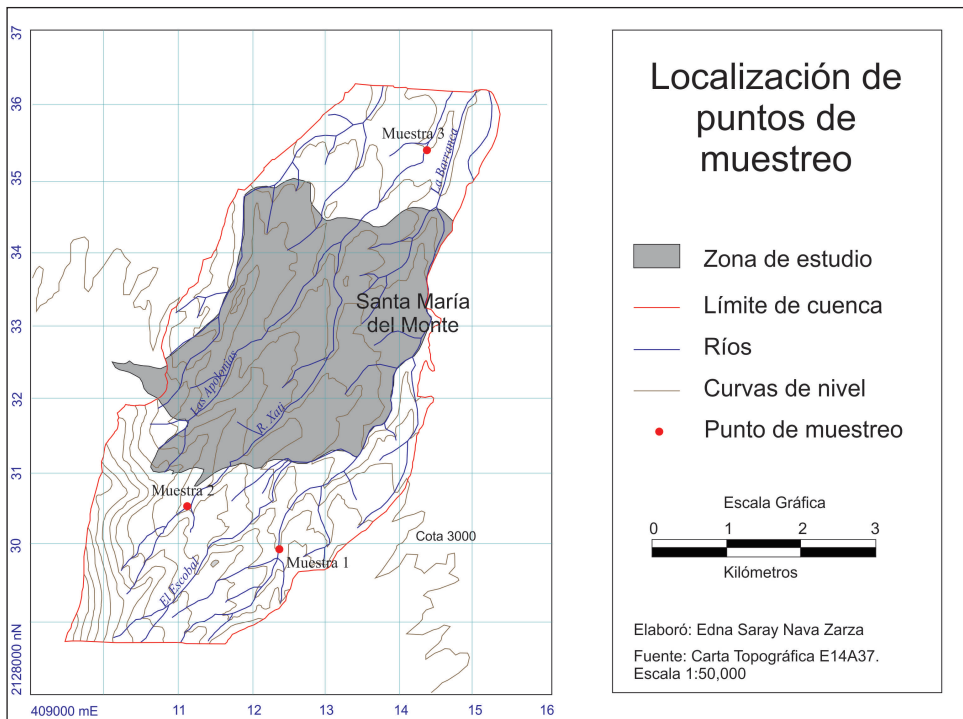 37
36
35
34
33
32
31
30
2128000 mN
409000 mE
11
12
13
14
15
16
Muestra 3
La Barranca
Santa María
del Monte
Las Apolonias
R. Xati
Muestra 2
Cota 3000
Muestra 1
El Escobal
Localización de
puntos de
muestreo
Zona de estudio
Límite de cuenca
Ríos
Curvas de nivel
Punto de muestreo
Escala Gráfica
0 1 2 3
Kilómetros
Elaboró: Edna Saray Nava Zarza
Fuente: Carta Topográfica E14A37.
Escala 1:50,000